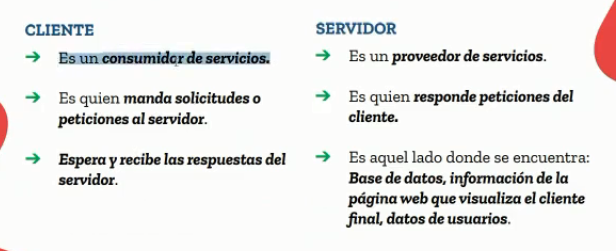 CLIENTE
→ Es un consumidor de servicios.
→ Es quien manda solicitudes o
peticiones al servidor.
→ Espera y recibe las respuestas del
servidor.
SERVIDOR
→ Es un proveedor de servicios.
→ Es quien responde peticiones del
cliente.
→ Es aquel lado donde se encuentra:
Base de datos, información de la
página web que visualiza el cliente
final, datos de usuarios.